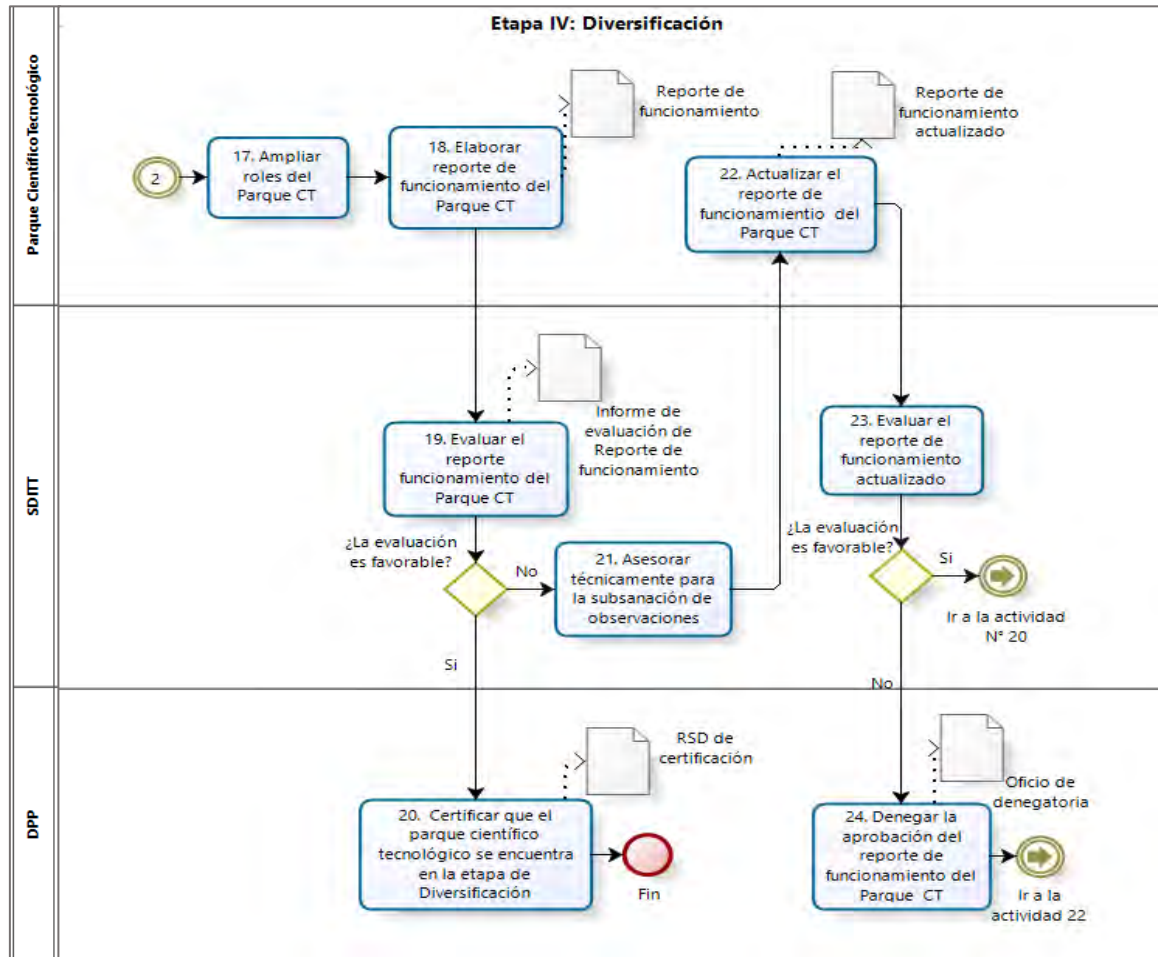 Etapa IV: Diversificación
Parque CientíficoTecnológico
2
17. Ampliar
roles del
Parque CT
18. Elaborar
reporte de
funcionamiento del
Parque CT
Reporte de
funcionamiento
22. Actualizar el
reporte de
funcionamientio del
Parque CT
Reporte de
funcionamiento
actualizado
SDITT
19. Evaluar el
reporte
funcionamiento del
Parque CT
Informe de
evaluación de
Reporte de
funcionamiento
¿La evaluación
es favorable?
No
Si
21. Asesorar
técnicamente para
la subsanación de
observaciones
23. Evaluar el
reporte de
funcionamiento
actualizado
¿La evaluación
es favorable?
Si
Ir a la actividad
N° 20
No
DPP
20. Certificar que el
parque científico
tecnológico se encuentra
en la etapa de
Diversificación
RSD de
certificación
Fin
24. Denegar la
aprobación del
reporte de
funcionamiento del
Parque CT
Oficio de
denegatoria
Ir a la
actividad 22